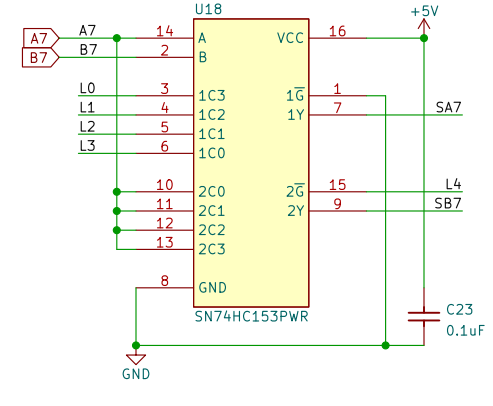 U18
+5V
A7 A7 14 A VCC 16
B7 B7 2 B
L0 3 1C3 1G 1
L1 4 1C2 1Y 7 SA7
L2 5 1C1
L3 6 1C0
10 2C0 2G 15 L4
11 2C1 2Y 9 SB7
12 2C2
13 2C3
8 GND
SN74HC153PWR
C23
0.1uF
GND